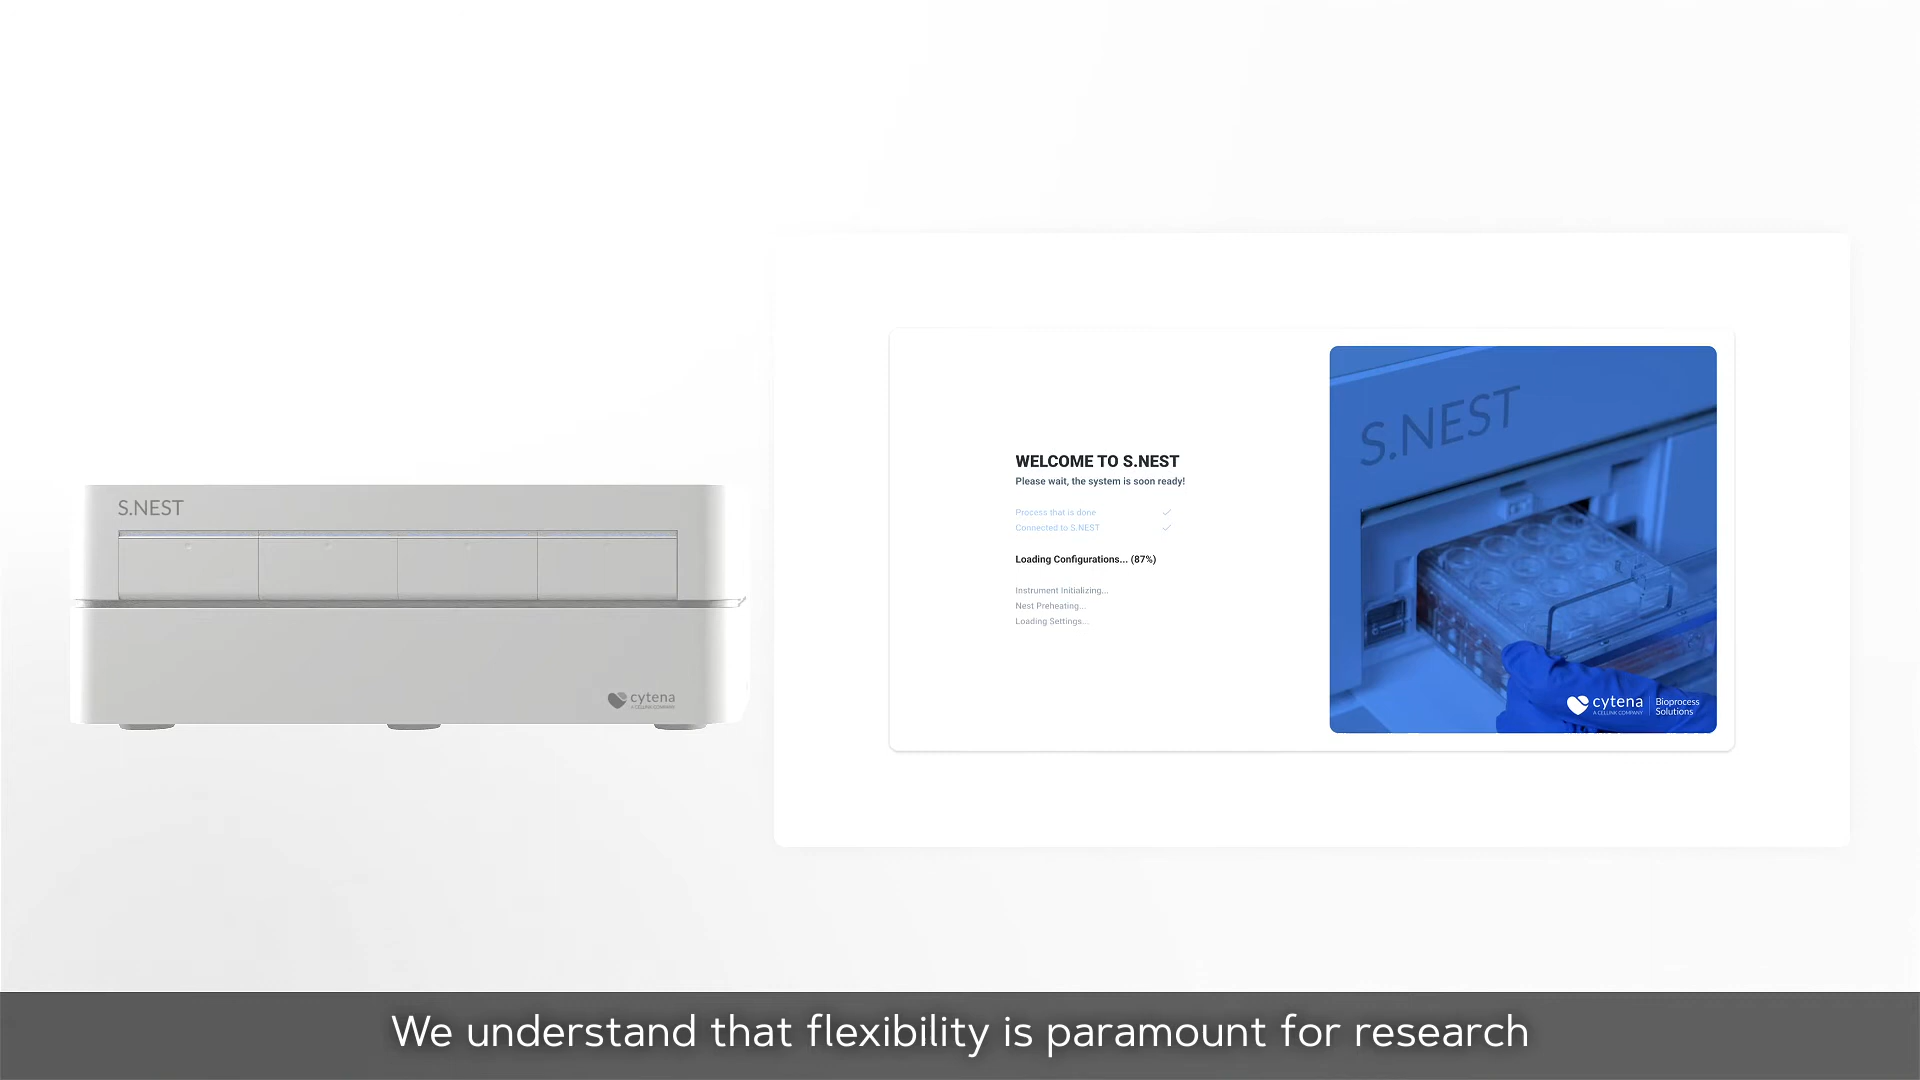 S.NEST
cytena
A CELLINK COMPANY
WELCOME TO S.NEST
Please wait, the system is soon ready!
Process that is done
Connected to S.NEST
Loading Configurations... (87%)
Instrument Initializing...
Nest Preheating...
Loading Settings...
S.NEST
cytena
A CELLINK COMPANY
Bioprocess
Solutions
We understand that flexibility is paramount for research